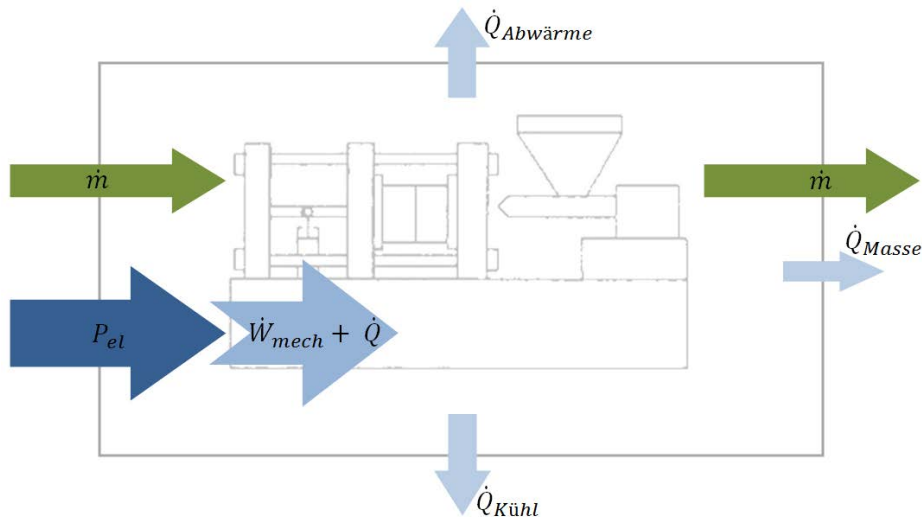 Q̇_Abwärme
ṁ
ṁ
Q̇_Masse
P_el
Ẇ_mech + Q̇
Q̇_Kühl